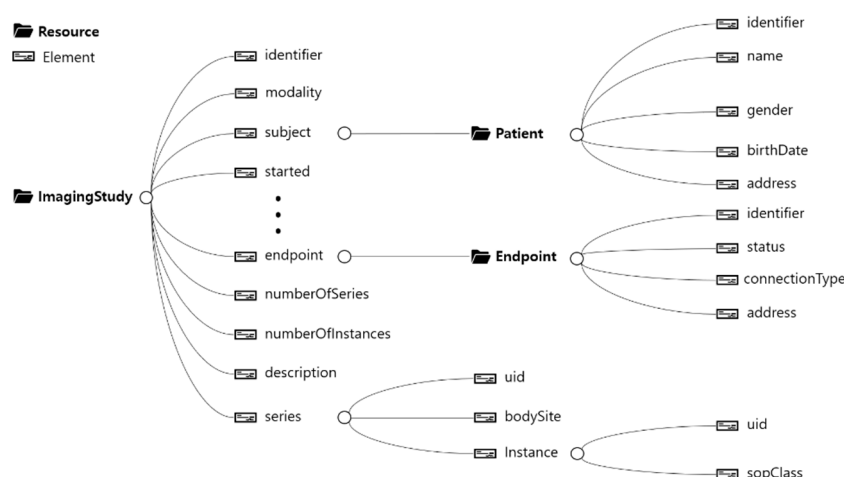 Resource
Element
ImagingStudy
identifier
modality
subject
started
endpoint
numberOfSeries
numberOfInstances
description
series
Patient
identifier
name
gender
birthDate
address
Endpoint
identifier
status
connectionType
address
uid
bodySite
Instance
uid
sopClass